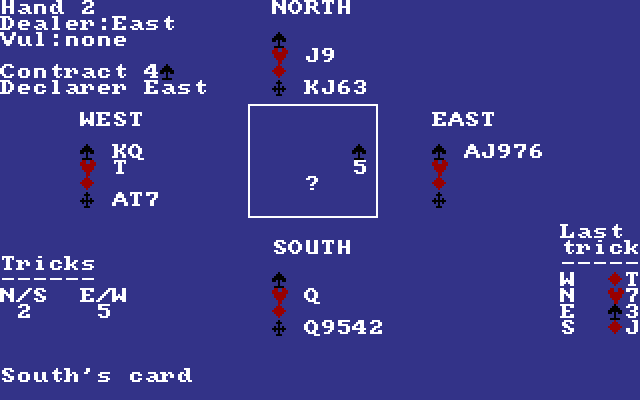 Hand 2
NORTH
Dealer:East
Vul:none
J9
Contract 4♠
Declarer East
♣ KJ63
WEST
EAST
♠ KQ
♥ T
♦
♣ AT7
♠
5
?
♠ AJ976
♥
♦
♣
SOUTH
♠
♥ Q
♦
♣ Q9542
Last
trick
-----
W ♦T
N ♥7
E ♠3
S ♦J
Tricks
------
N/S E/W
2 5
South's card